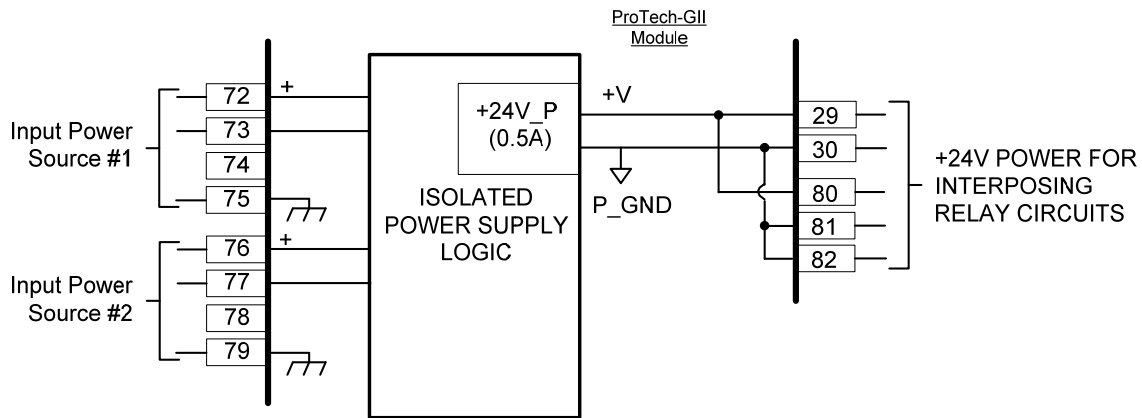 ProTech-GII
Module
Input Power
Source #1
72
+
73
74
75
Input Power
Source #2
76
+
77
78
79
+24V_P
(0.5A)
ISOLATED
POWER SUPPLY
LOGIC
+V
P_GND
29
30
80
81
82
+24V POWER FOR
INTERPOSING
RELAY CIRCUITS